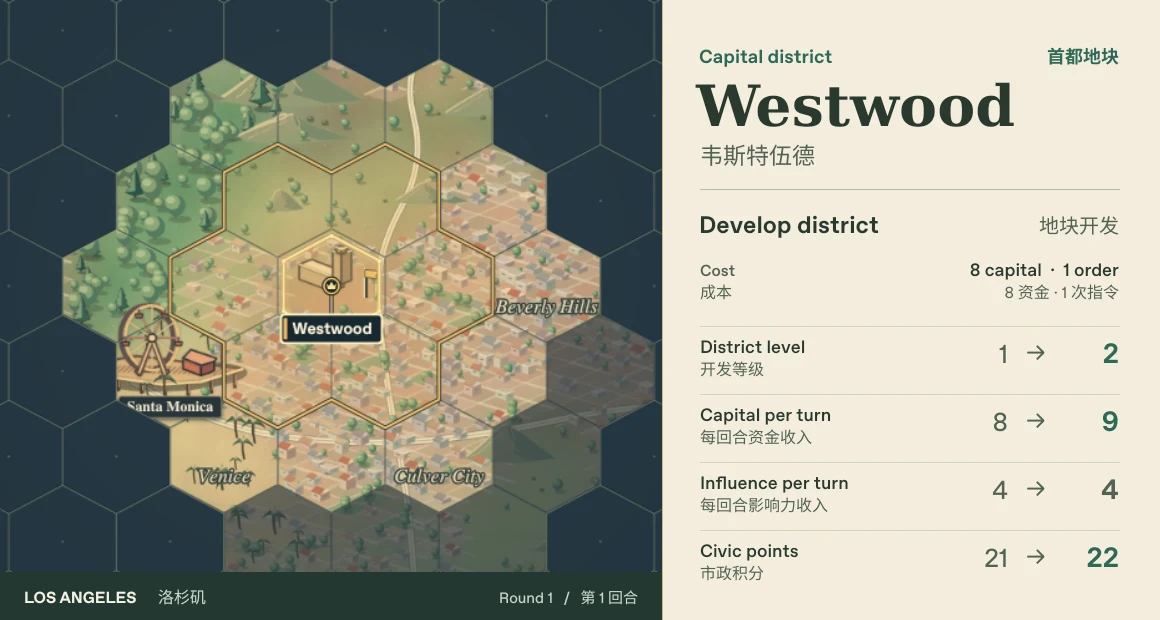 Beverly Hills
Westwood
Santa Monica
Venice
Culver City
LOS ANGELES 洛杉矶
Round 1 / 第 1 回合
Capital district 首都地块
Westwood
韦斯特伍德
Develop district 地块开发
Cost 8 capital · 1 order
成本 8 资金 · 1 次指令
District level 1 → 2
开发等级
Capital per turn 8 → 9
每回合资金收入
Influence per turn 4 → 4
每回合影响力收入
Civic points 21 → 22
市政积分